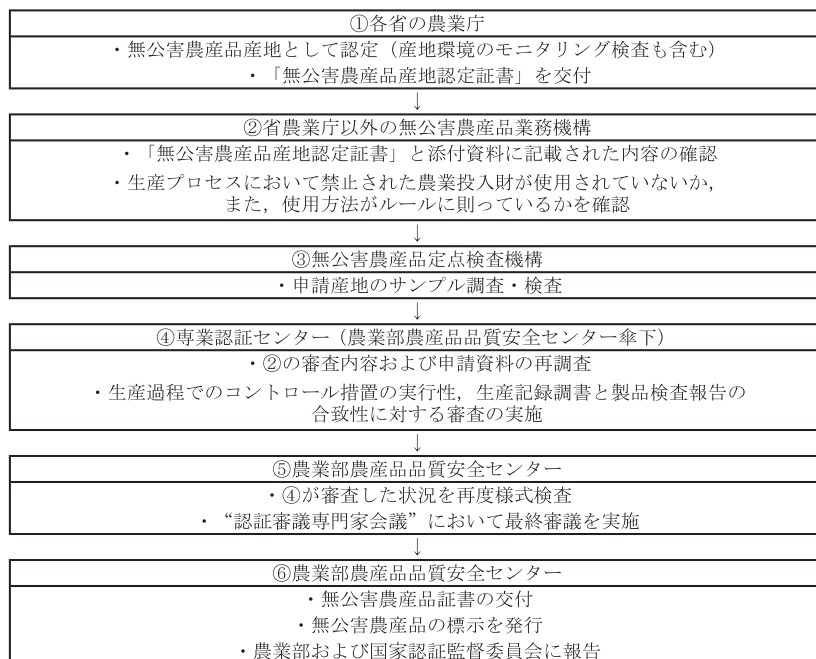 ①各省の農業庁
・無公害農産品産地として認定（産地環境のモニタリング検査も含む）
・「無公害農産品産地認定証書」を交付
↓
②省農業庁以外の無公害農産品業務機構
・「無公害農産品産地認定証書」と添付資料に記載された内容の確認
・生産プロセスにおいて禁止された農業投入財が使用されていないか，
また，使用方法がルールに則っているかを確認
↓
③無公害農産品定点検査機構
・申請産地のサンプル調査・検査
↓
④専業認証センター（農業部農産品品質安全センター傘下）
・②の審査内容および申請資料の再調査
・生産過程でのコントロール措置の実行性，生産記録調書と製品検査報告の
合致性に対する審査の実施
↓
⑤農業部農産品品質安全センター
・④が審査した状況を再度様式検査
・“認証審議専門家会議”において最終審議を実施
↓
⑥農業部農産品品質安全センター
・無公害農産品証書の交付
・無公害農産品の標示を発行
・農業部および国家認証監督委員会に報告